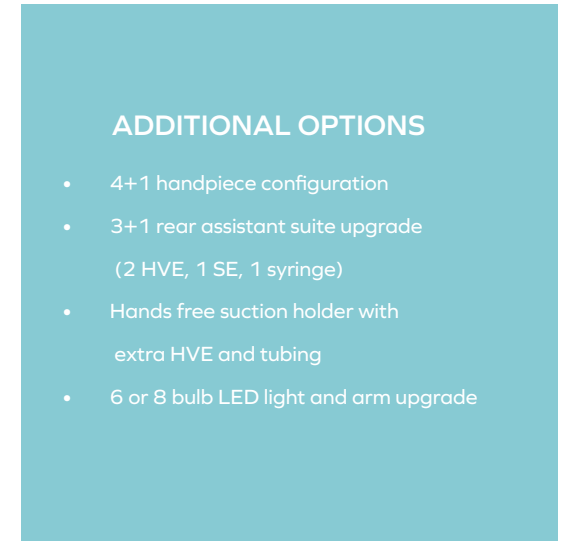 ADDITIONAL OPTIONS
• 4+1 handpiece configuration
• 3+1 rear assistant suite upgrade
(2 HVE, 1 SE, 1 syringe)
• Hands free suction holder with
extra HVE and tubing
• 6 or 8 bulb LED light and arm upgrade